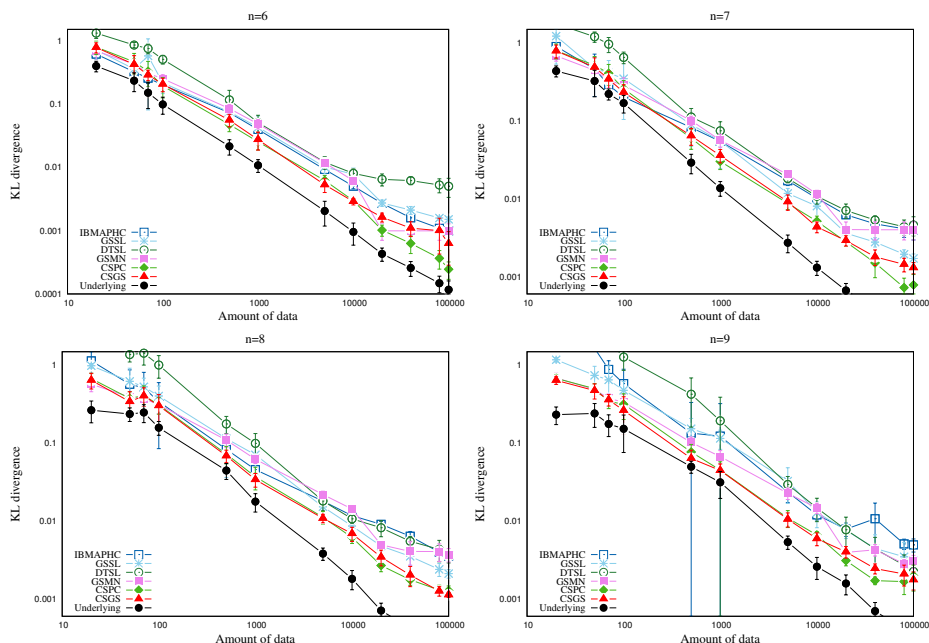 n=6
1
0.1
0.01
0.001
0.0001
KL divergence
IBMAPHC
GSSL
DTSL
GSMN
CSPC
CSGS
Underlying
10 100 1000 10000 100000
Amount of data
n=7
1
0.1
0.01
0.001
KL divergence
IBMAPHC
GSSL
DTSL
GSMN
CSPC
CSGS
Underlying
10 100 1000 10000 100000
Amount of data
n=8
1
0.1
0.01
0.001
KL divergence
IBMAPHC
GSSL
DTSL
GSMN
CSPC
CSGS
Underlying
10 100 1000 10000 100000
Amount of data
n=9
1
0.1
0.01
0.001
KL divergence
IBMAPHC
GSSL
DTSL
GSMN
CSPC
CSGS
Underlying
10 100 1000 10000 100000
Amount of data